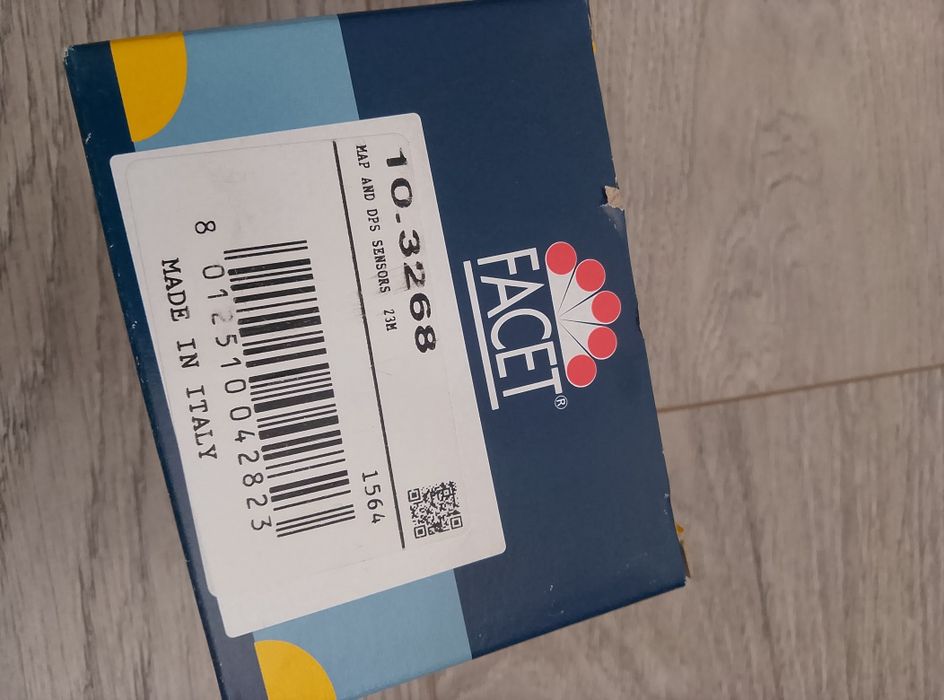 FACET®
10.3268
MAP AND DPS SENSORS 23M
1564
8 012510 042823
MADE IN ITALY